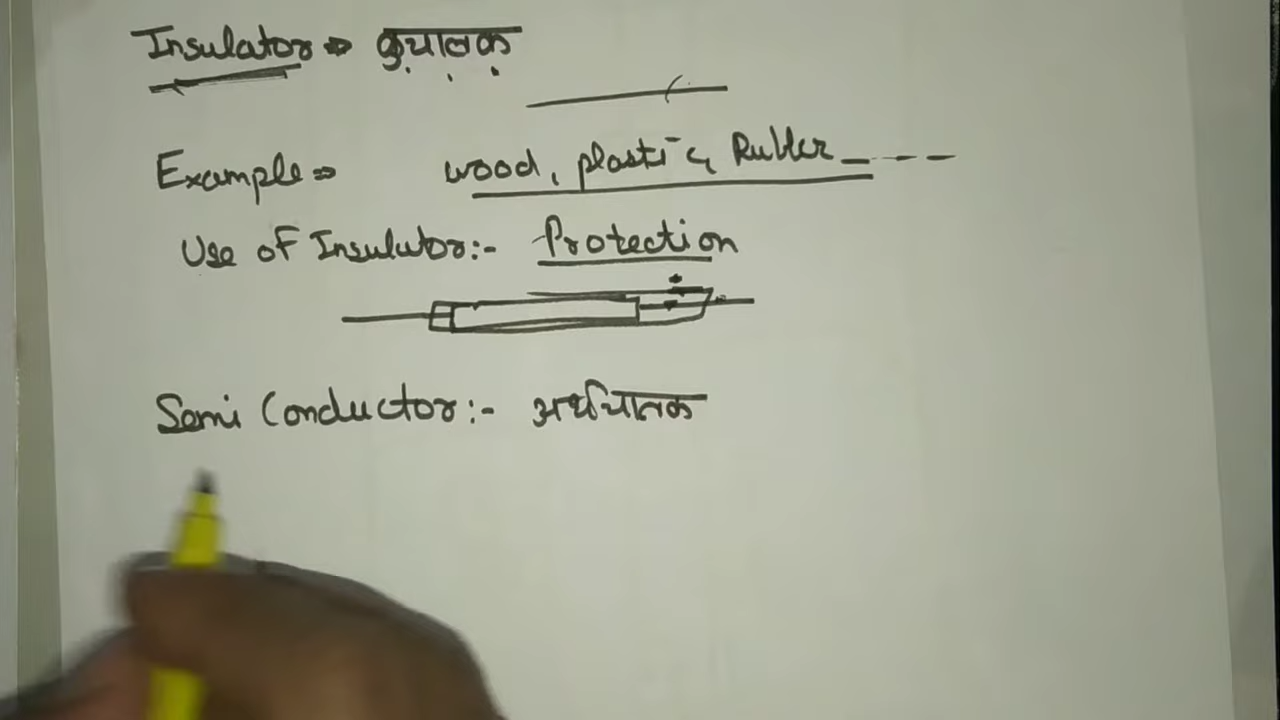 Insulator ⇒ कुचालक
Example ⇒ wood, plastic, Rubber _ - - -
Use of Insulator:- Protection
Semi Conductor:- अर्धचालक